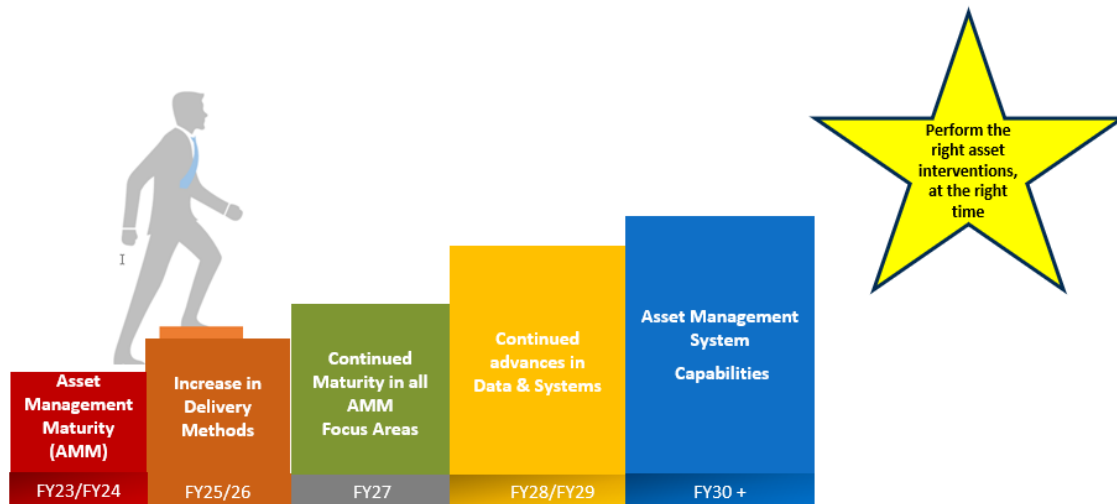 Perform the
right asset
interventions,
at the right
time
Asset
Management
Maturity
(AMM)
Increase in
Delivery
Methods
Continued
Maturity in all
AMM
Focus Areas
Continued
advances in
Data & Systems
Asset Management
System
Capabilities
FY23/FY24
FY25/26
FY27
FY28/FY29
FY30 +